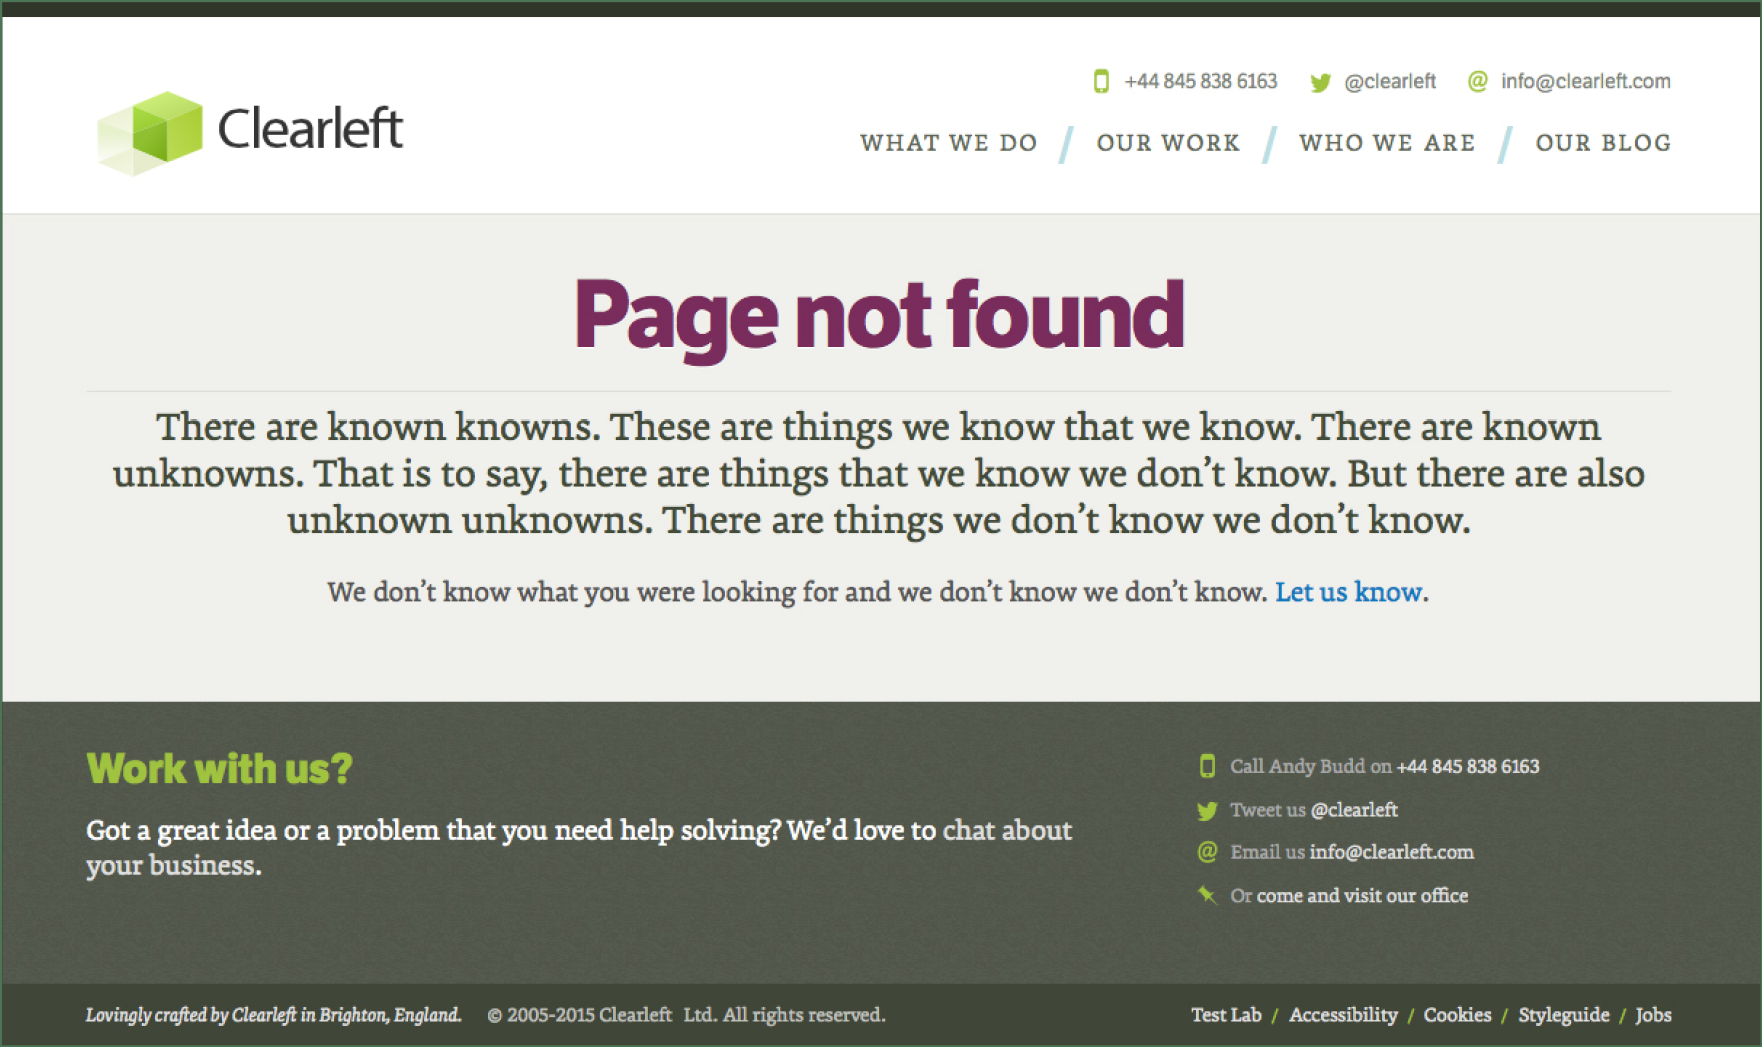 +44 845 838 6163 @clearleft @ info@clearleft.com
Clearleft
WHAT WE DO / OUR WORK / WHO WE ARE / OUR BLOG
Page not found
There are known knowns. These are things we know that we know. There are known
unknowns. That is to say, there are things that we know we don’t know. But there are also
unknown unknowns. There are things we don’t know we don’t know.
We don’t know what you were looking for and we don’t know we don’t know. Let us know.
Work with us?
Got a great idea or a problem that you need help solving? We’d love to chat about
your business.
Call Andy Budd on +44 845 838 6163
Tweet us @clearleft
@ Email us info@clearleft.com
Or come and visit our office
Lovingly crafted by Clearleft in Brighton, England. © 2005-2015 Clearleft Ltd. All rights reserved.
Test Lab / Accessibility / Cookies / Styleguide / Jobs